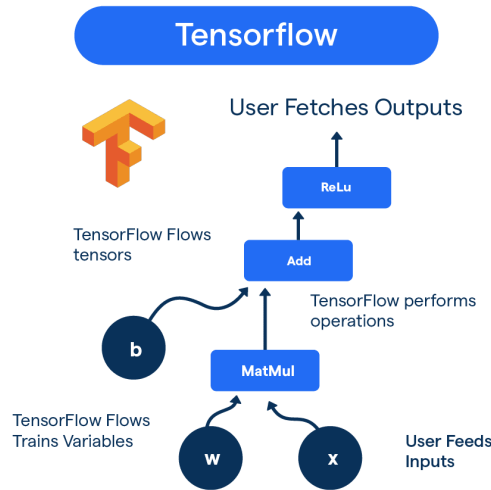 Tensorflow
User Fetches Outputs
ReLu
TensorFlow Flows
tensors
Add
TensorFlow performs
operations
b
MatMul
TensorFlow Flows
Trains Variables
w
x
User Feeds
Inputs